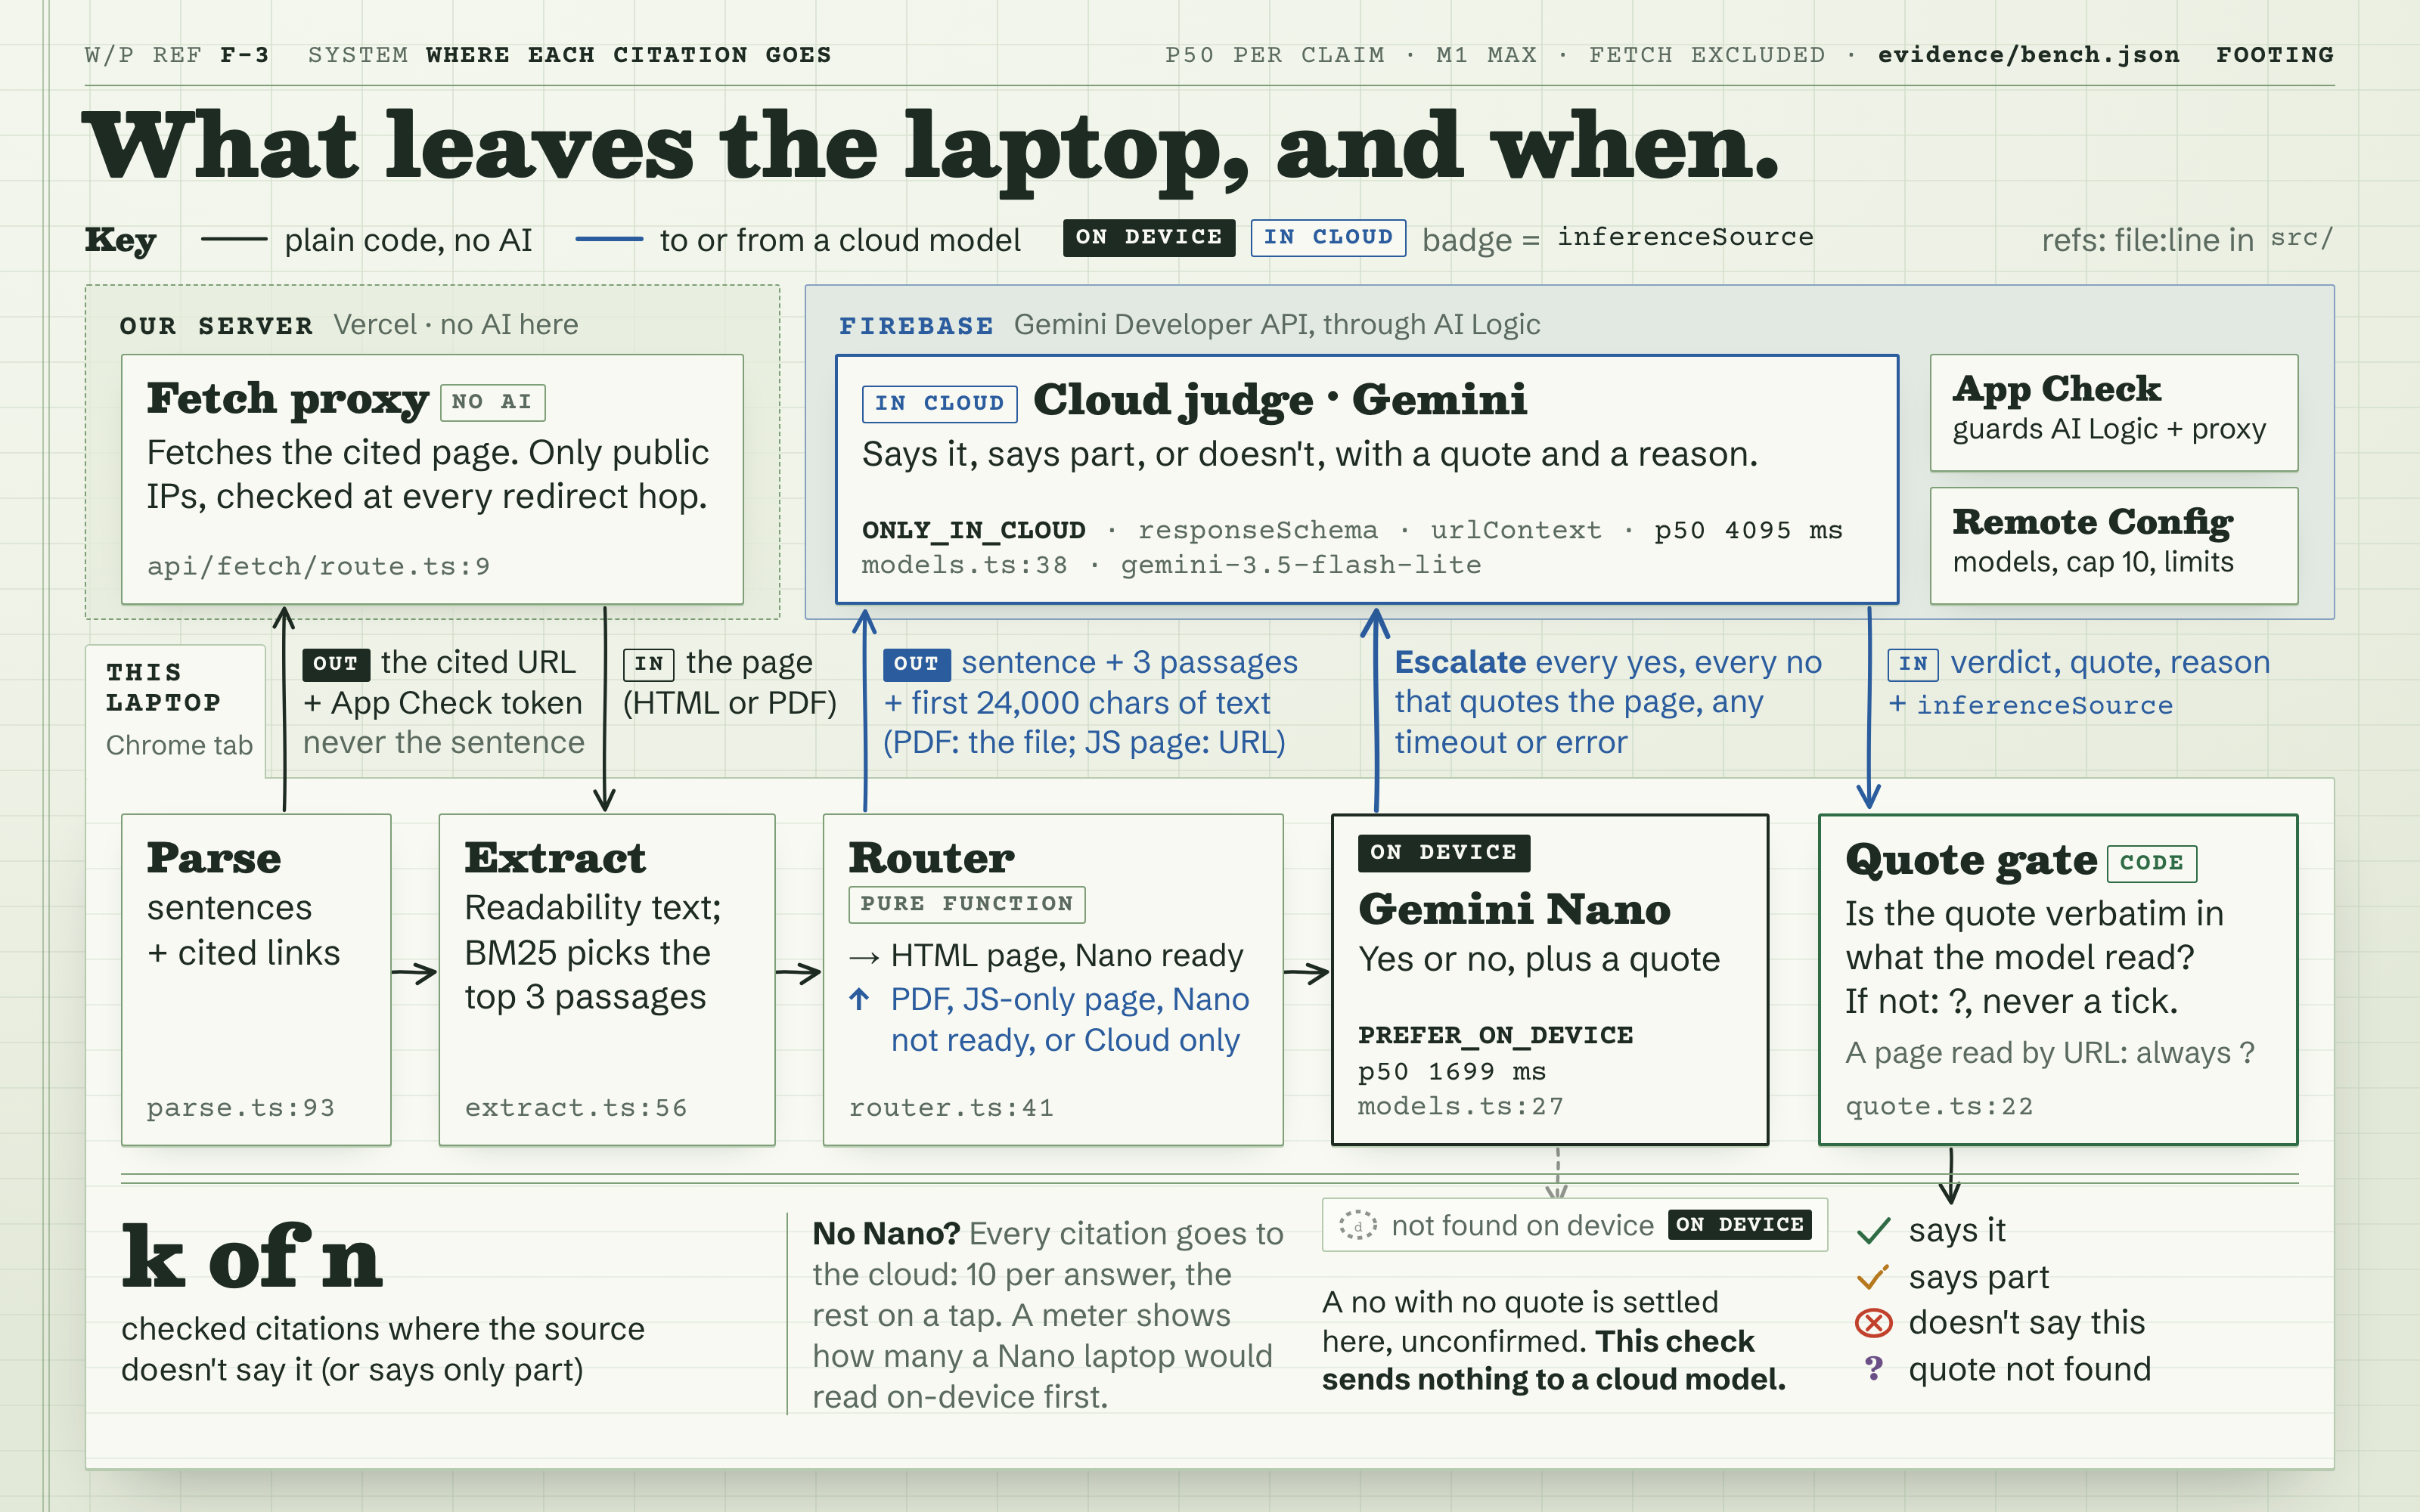 W/P REF F-3 SYSTEM WHERE EACH CITATION GOES
P50 PER CLAIM · M1 MAX · FETCH EXCLUDED · evidence/bench.json FOOTING
What leaves the laptop, and when.
Key plain code, no AI to or from a cloud model ON DEVICE IN CLOUD badge = inferenceSource refs: file:line in src/
OUR SERVER Vercel · no AI here
Fetch proxy NO AI
Fetches the cited page. Only public
IPs, checked at every redirect hop.
api/fetch/route.ts:9
FIREBASE Gemini Developer API, through AI Logic
IN CLOUD Cloud judge · Gemini
Says it, says part, or doesn't, with a quote and a reason.
ONLY_IN_CLOUD · responseSchema · urlContext · p50 4095 ms
models.ts:38 · gemini-3.5-flash-lite
App Check
guards AI Logic + proxy
Remote Config
models, cap 10, limits
THIS
LAPTOP
Chrome tab
OUT the cited URL
+ App Check token
never the sentence
IN the page
(HTML or PDF)
OUT sentence + 3 passages
+ first 24,000 chars of text
(PDF: the file; JS page: URL)
Escalate every yes, every no
that quotes the page, any
timeout or error
IN verdict, quote, reason
+ inferenceSource
Parse
sentences
+ cited links
parse.ts:93
Extract
Readability text;
BM25 picks the
top 3 passages
extract.ts:56
Router
PURE FUNCTION
→ HTML page, Nano ready
↑ PDF, JS-only page, Nano
not ready, or Cloud only
router.ts:41
ON DEVICE
Gemini Nano
Yes or no, plus a quote
PREFER_ON_DEVICE
p50 1699 ms
models.ts:27
Quote gate CODE
Is the quote verbatim in
what the model read?
If not: ?, never a tick.
A page read by URL: always ?
quote.ts:22
k of n
checked citations where the source
doesn't say it (or says only part)
No Nano? Every citation goes to
the cloud: 10 per answer, the
rest on a tap. A meter shows
how many a Nano laptop would
read on-device first.
d not found on device ON DEVICE
A no with no quote is settled
here, unconfirmed. This check
sends nothing to a cloud model.
says it
says part
doesn't say this
? quote not found